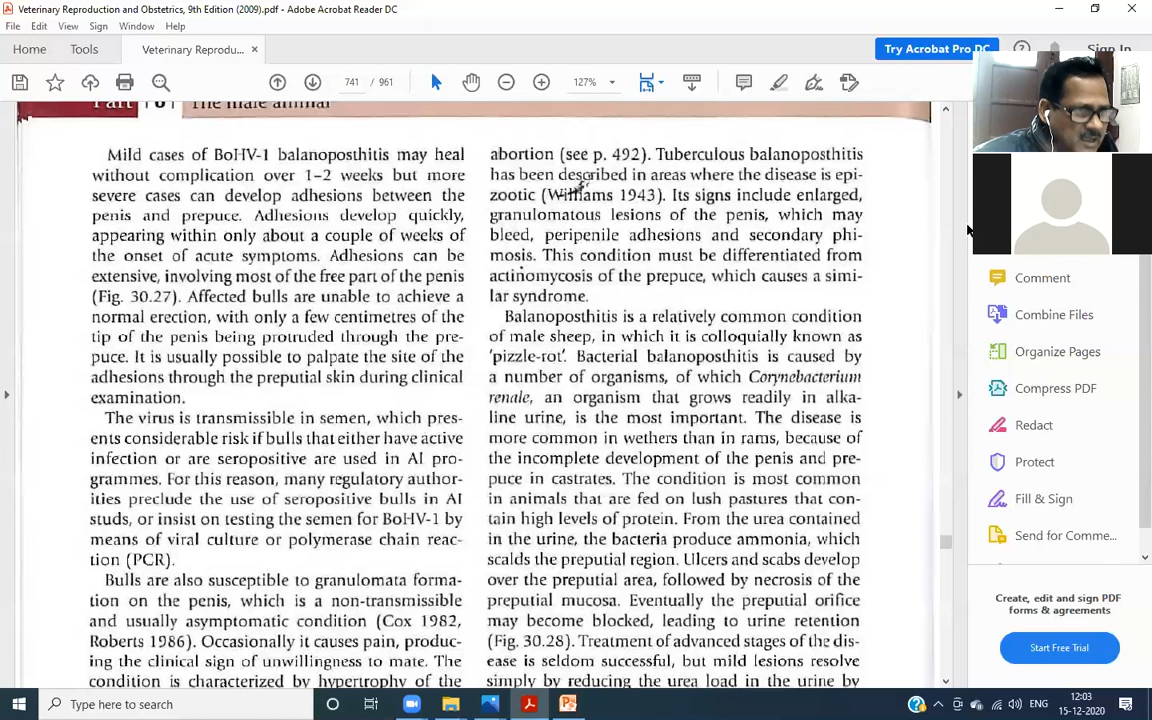 Veterinary Reproduction and Obstetrics, 9th Edition (2009).pdf - Adobe Acrobat Reader DC
File Edit View Sign Window Help
Home Tools Veterinary Reprodu... × Try Acrobat Pro DC Sign In
741 / 961 127%
Part 8 The male animal
Mild cases of BoHV-1 balanoposthitis may heal
without complication over 1–2 weeks but more
severe cases can develop adhesions between the
penis and prepuce. Adhesions develop quickly,
appearing within only about a couple of weeks of
the onset of acute symptoms. Adhesions can be
extensive, involving most of the free part of the penis
(Fig. 30.27). Affected bulls are unable to achieve a
normal erection, with only a few centimetres of the
tip of the penis being protruded through the pre-
puce. It is usually possible to palpate the site of the
adhesions through the preputial skin during clinical
examination.
The virus is transmissible in semen, which pres-
ents considerable risk if bulls that either have active
infection or are seropositive are used in AI pro-
grammes. For this reason, many regulatory author-
ities preclude the use of seropositive bulls in AI
studs, or insist on testing the semen for BoHV-1 by
means of viral culture or polymerase chain reac-
tion (PCR).
Bulls are also susceptible to granulomata forma-
tion on the penis, which is a non-transmissible
and usually asymptomatic condition (Cox 1982,
Roberts 1986). Occasionally it causes pain, produc-
ing the clinical sign of unwillingness to mate. The
condition is characterized by hypertrophy of the
abortion (see p. 492). Tuberculous balanoposthitis
has been described in areas where the disease is epi-
zootic (Williams 1943). Its signs include enlarged,
granulomatous lesions of the penis, which may
bleed, peripenile adhesions and secondary phi-
mosis. This condition must be differentiated from
actinomycosis of the prepuce, which causes a simi-
lar syndrome.
Balanoposthitis is a relatively common condition
of male sheep, in which it is colloquially known as
'pizzle-rot'. Bacterial balanoposthitis is caused by
a number of organisms, of which Corynebacterium
renale, an organism that grows readily in alka-
line urine, is the most important. The disease is
more common in wethers than in rams, because of
the incomplete development of the penis and pre-
puce in castrates. The condition is most common
in animals that are fed on lush pastures that con-
tain high levels of protein. From the urea contained
in the urine, the bacteria produce ammonia, which
scalds the preputial region. Ulcers and scabs develop
over the preputial area, followed by necrosis of the
preputial mucosa. Eventually the preputial orifice
may become blocked, leading to urine retention
(Fig. 30.28). Treatment of advanced stages of the dis-
ease is seldom successful, but mild lesions resolve
simply by reducing the urea load in the urine by
Comment
Combine Files
Organize Pages
Compress PDF
Redact
Protect
Fill & Sign
Send for Comme...
Create, edit and sign PDF
forms & agreements
Start Free Trial
Type here to search
ENG
12:03
15-12-2020